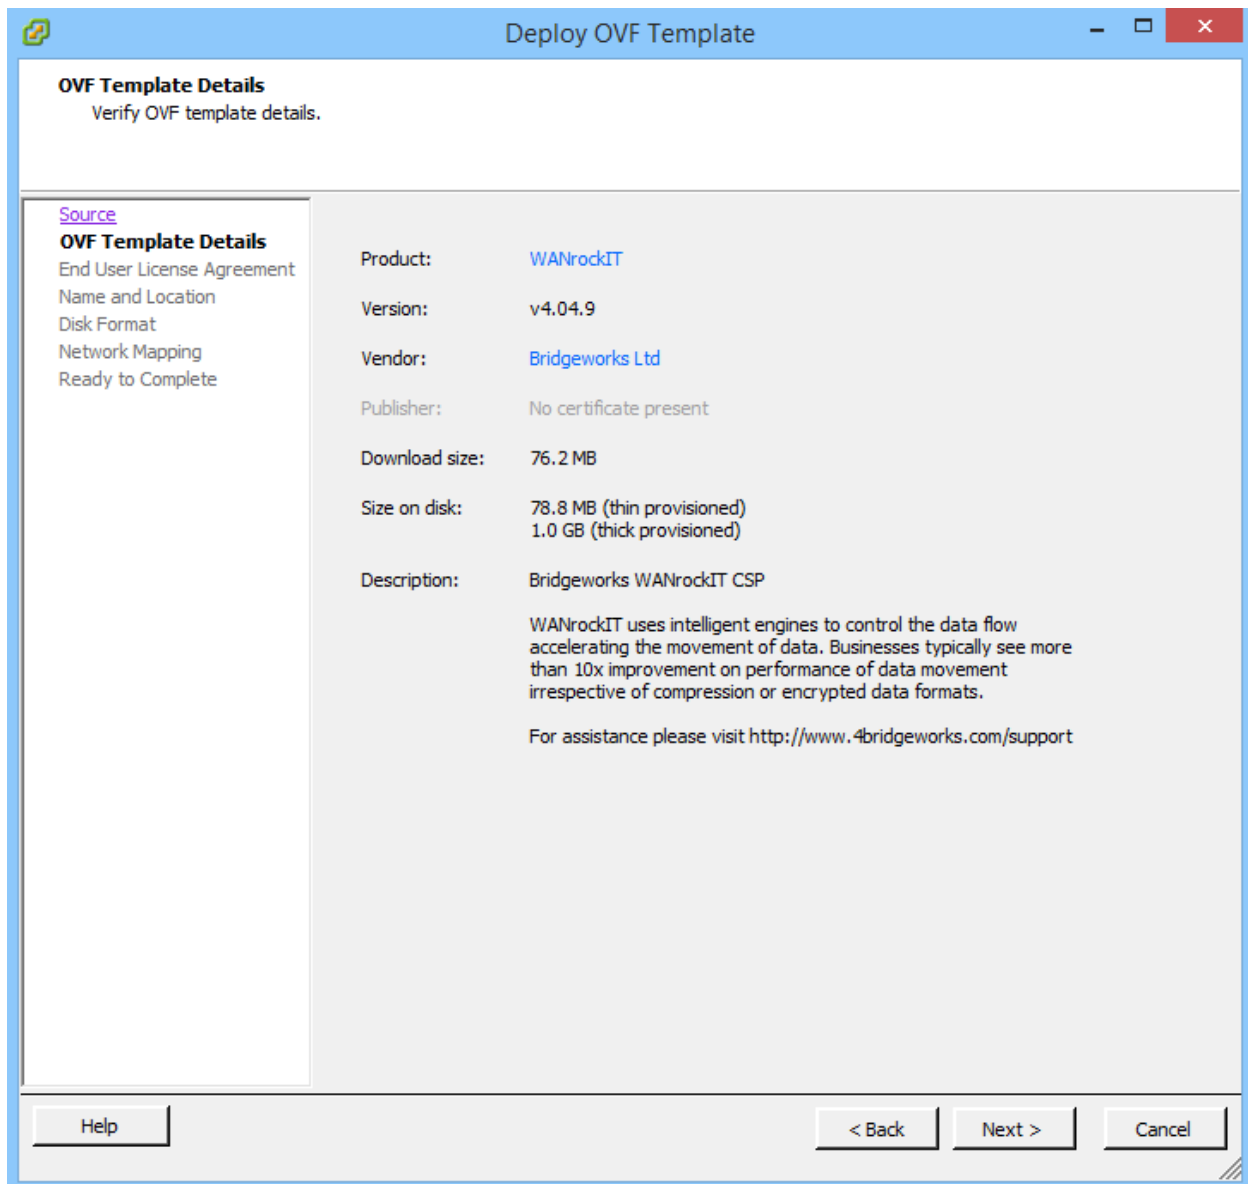 Deploy OVF Template
OVF Template Details
Verify OVF template details.
Source
OVF Template Details
End User License Agreement
Name and Location
Disk Format
Network Mapping
Ready to Complete
Product: WANrockIT
Version: v4.04.9
Vendor: Bridgeworks Ltd
Publisher: No certificate present
Download size: 76.2 MB
Size on disk: 78.8 MB (thin provisioned)
1.0 GB (thick provisioned)
Description: Bridgeworks WANrockIT CSP
WANrockIT uses intelligent engines to control the data flow
accelerating the movement of data. Businesses typically see more
than 10x improvement on performance of data movement
irrespective of compression or encrypted data formats.
For assistance please visit http://www.4bridgeworks.com/support
Help
< Back
Next >
Cancel